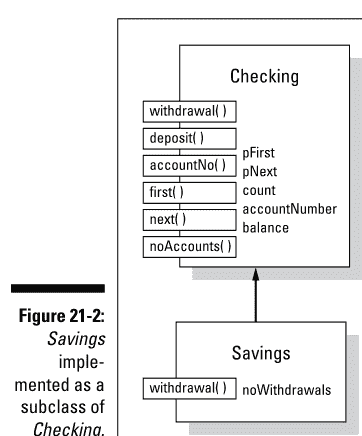 Checking
withdrawal( )
deposit( )
accountNo( )
first( )
next( )
noAccounts( )
pFirst
pNext
count
accountNumber
balance
Savings
withdrawal( )
noWithdrawals
Figure 21-2:
Savings
imple-
mented as a
subclass of
Checking.